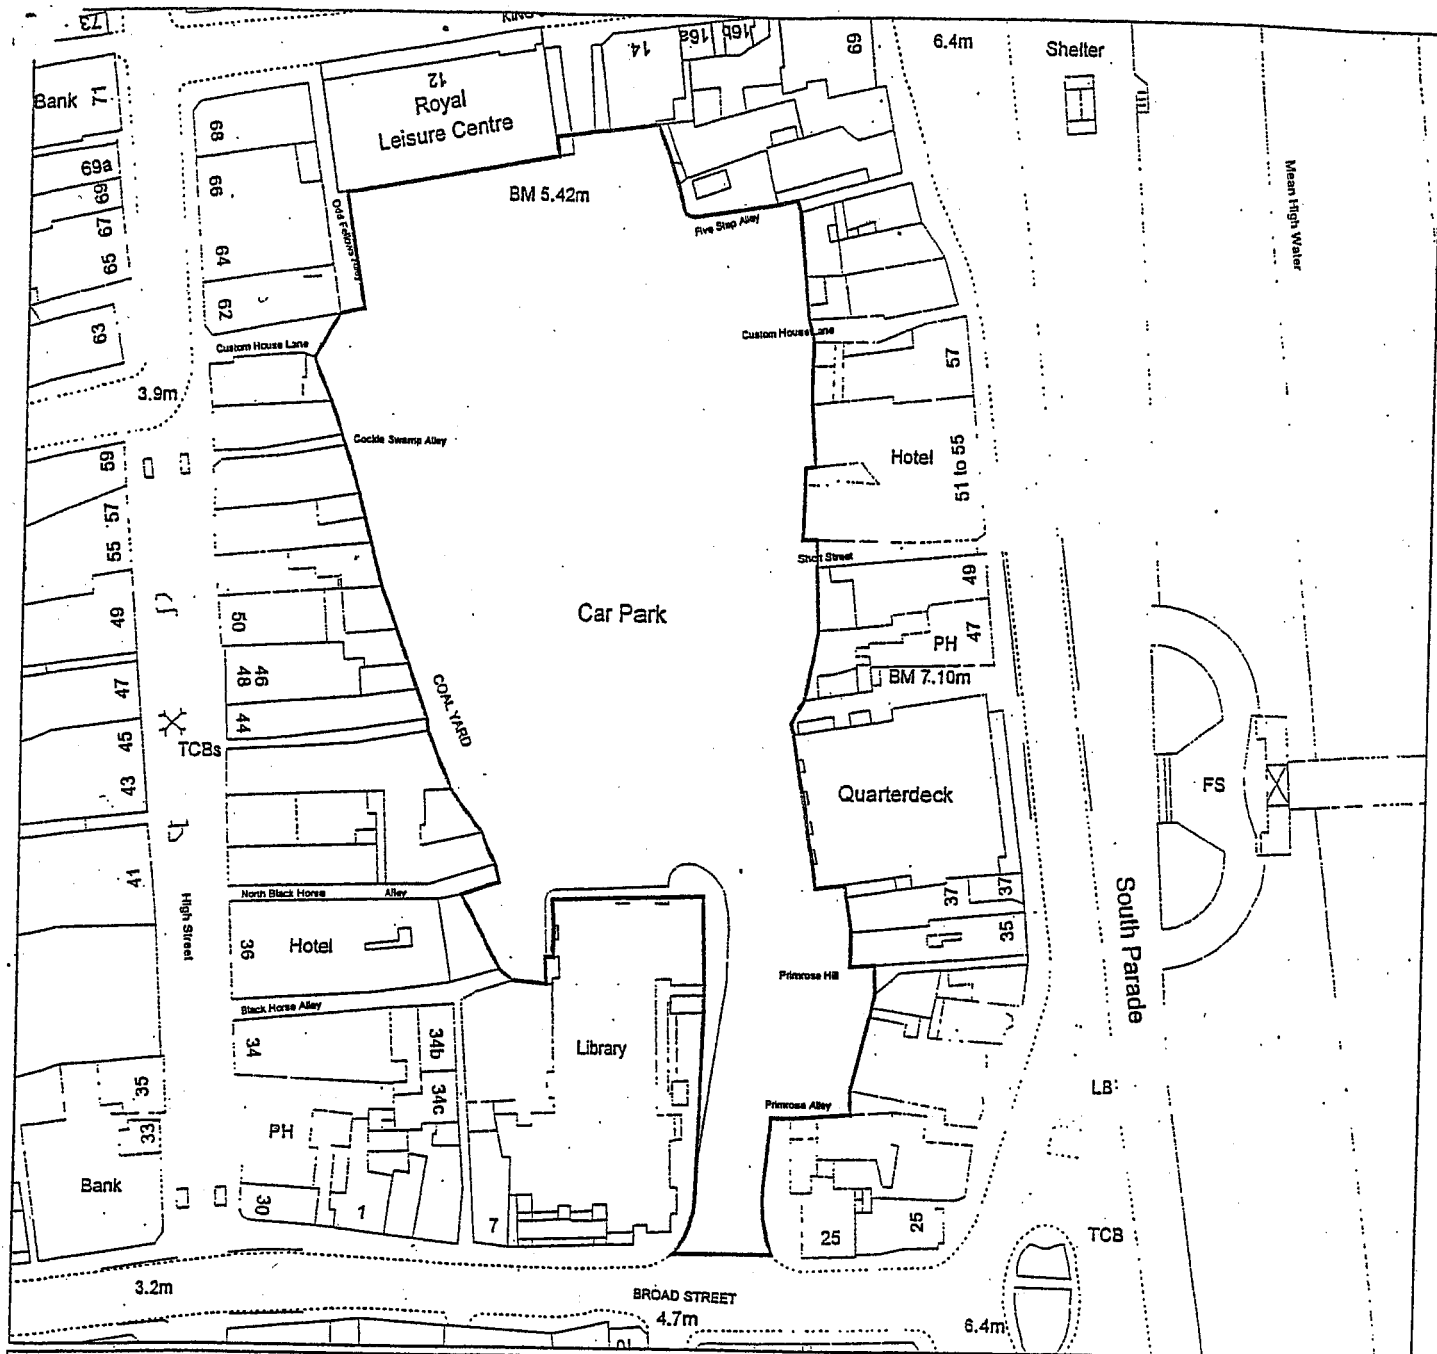 73
6.4m
Shelter
Bank
71
12
Royal
Leisure Centre
14
16a
16b
69
68
69a
69
66
67
65
64
62
63
BM 5.42m
Odd Fellows Alley
Five Step Alley
Mean High Water
Custom House Lane
Custom House Lane
57
3.9m
Cockle Swamp Alley
59
57
55
Hotel
51 to 55
Short Street
49
50
Car Park
49
47
PH
BM 7.10m
46
48
44
47
45
43
TCBs
COAL YARD
Quarterdeck
FS
41
High Street
North Black Horse Alley
36
Hotel
37
37
35
South Parade
Primrose Hill
Black Horse Alley
34
34b
34c
Library
35
33
PH
LB
Primrose Alley
Bank
30
1
7
25
25
TCB
3.2m
BROAD STREET
4.7m
6.4m